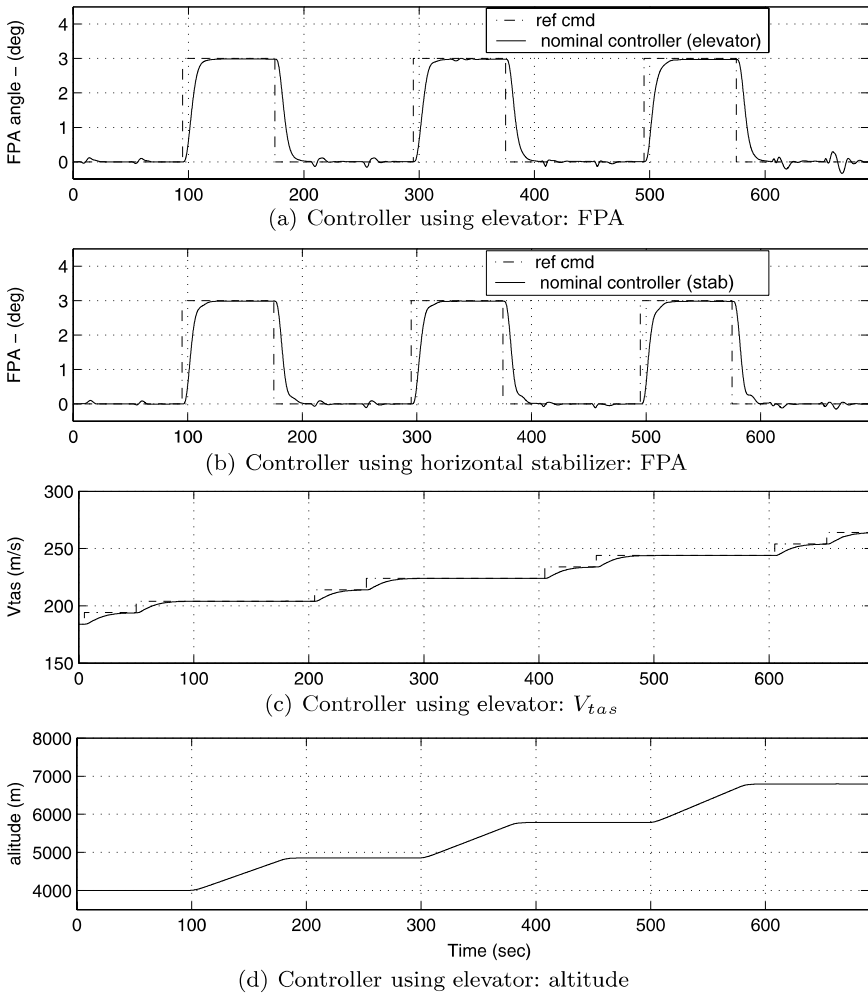 4
3
2
1
0
FPA angle − (deg)
ref cmd
nominal controller (elevator)
0 100 200 300 400 500 600
(a) Controller using elevator: FPA
4
3
2
1
0
FPA − (deg)
ref cmd
nominal controller (stab)
0 100 200 300 400 500 600
(b) Controller using horizontal stabilizer: FPA
300
250
200
150
Vtas (m/s)
0 100 200 300 400 500 600
(c) Controller using elevator: Vtas
8000
7000
6000
5000
4000
alitude (m)
0 100 200 300 400 500 600
Time (sec)
(d) Controller using elevator: altitude